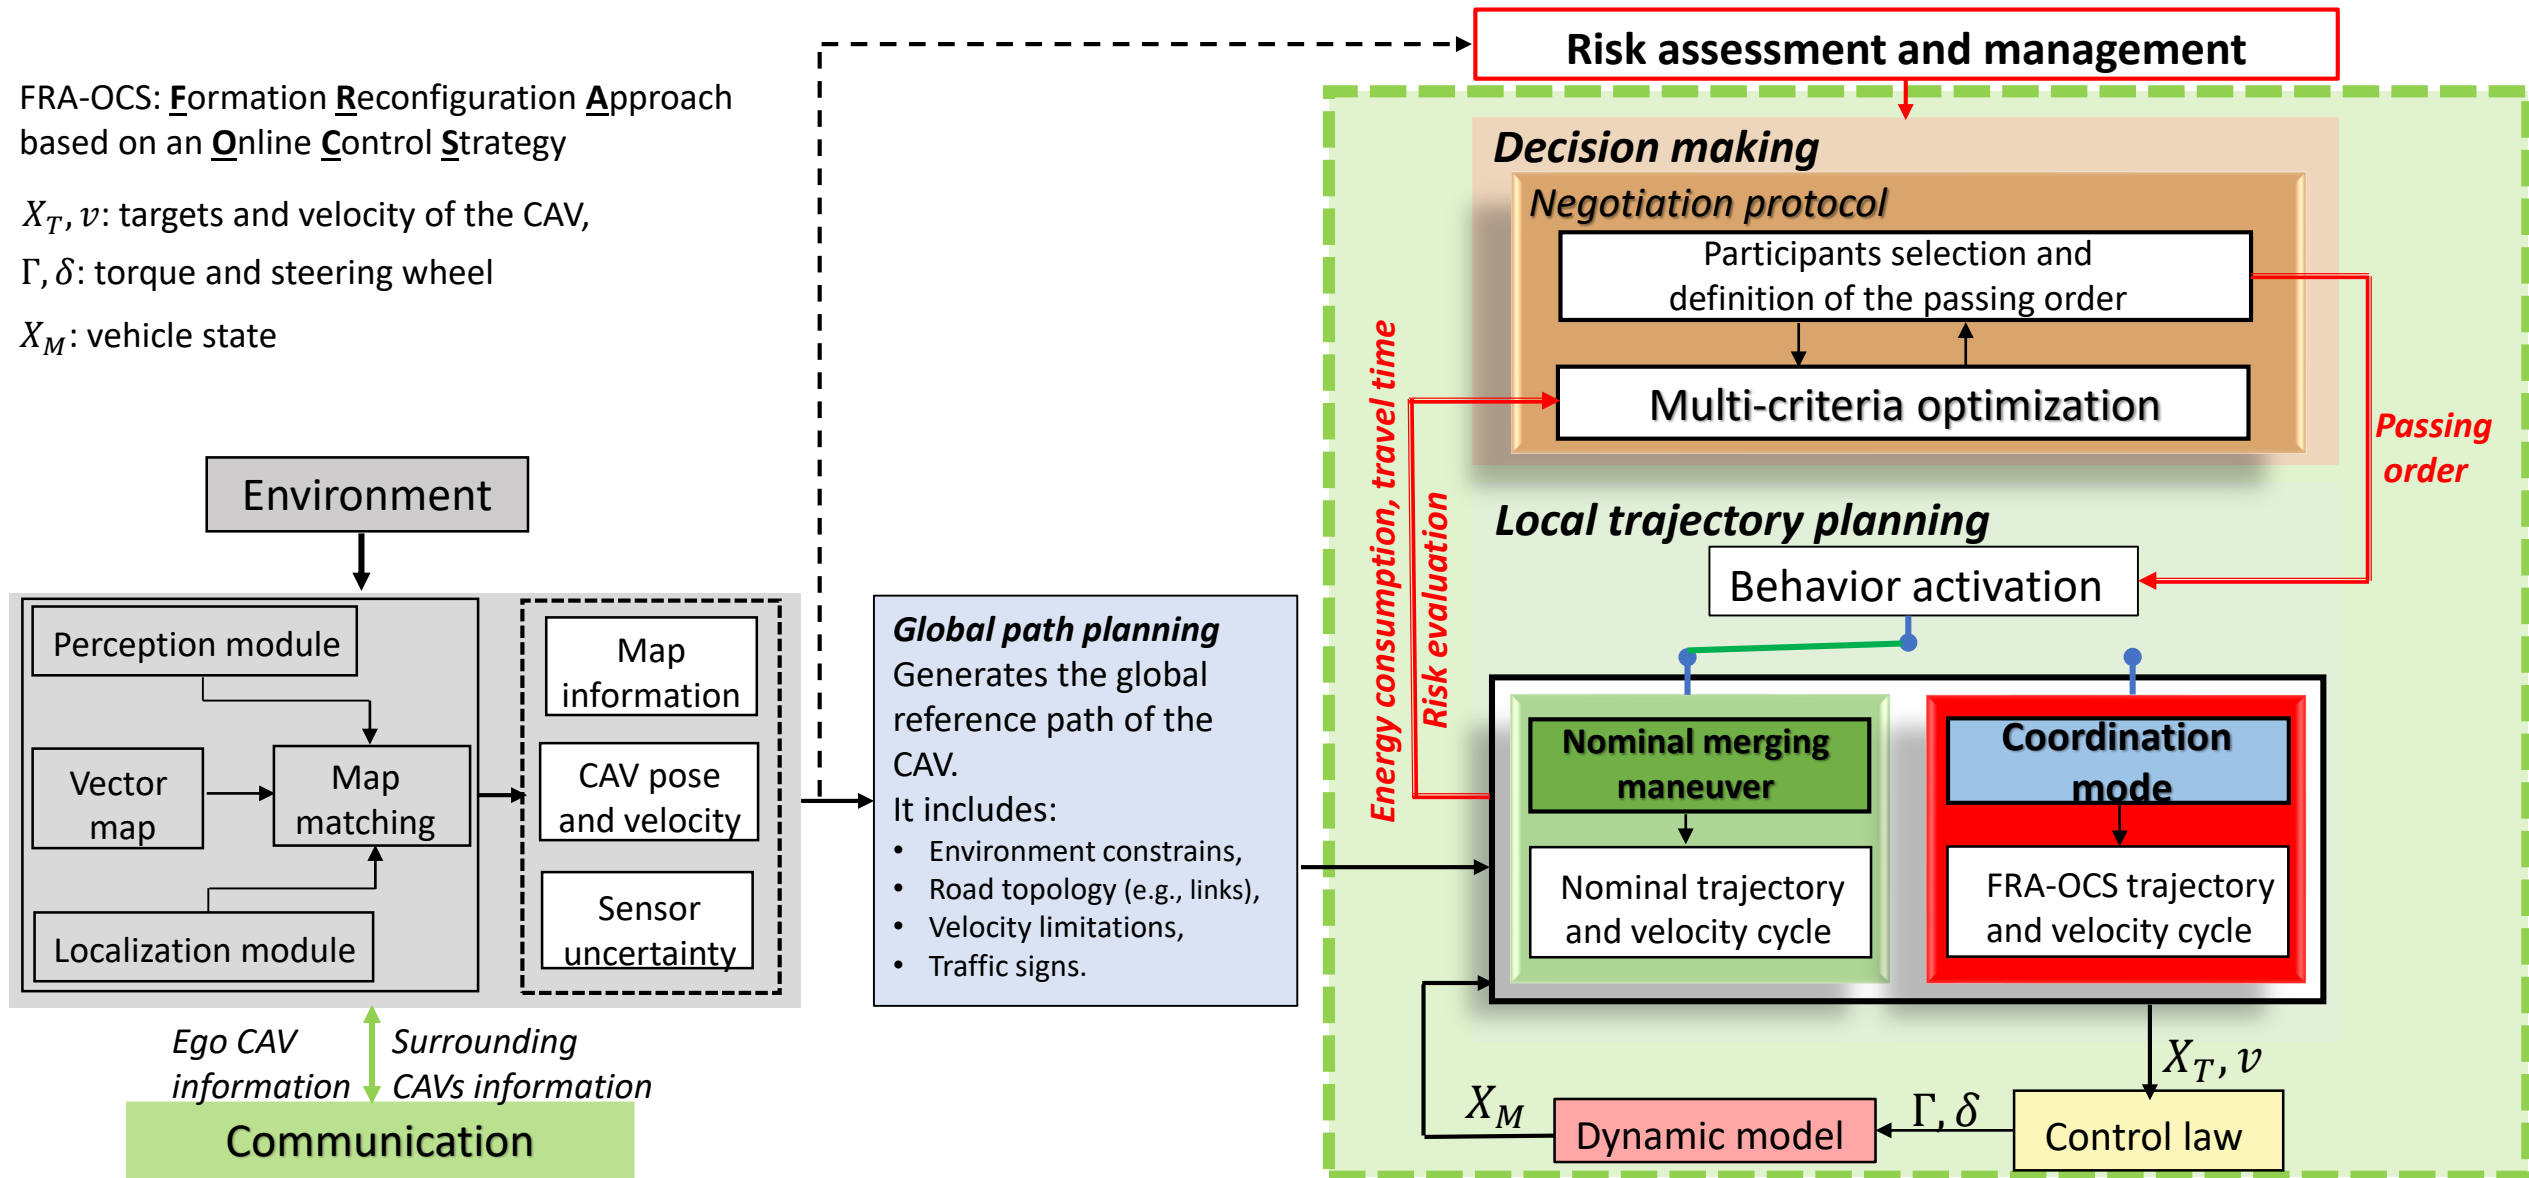 FRA-OCS: Formation Reconfiguration Approach
based on an Online Control Strategy
X_T, v: targets and velocity of the CAV,
Γ, δ: torque and steering wheel
X_M: vehicle state
Environment
Perception module
Vector
map
Map
matching
Localization module
Map
information
CAV pose
and velocity
Sensor
uncertainty
Ego CAV
information
Surrounding
CAVs information
Communication
Global path planning
Generates the global
reference path of the
CAV.
It includes:
• Environment constrains,
• Road topology (e.g., links),
• Velocity limitations,
• Traffic signs.
Risk assessment and management
Decision making
Negotiation protocol
Participants selection and
definition of the passing order
Multi-criteria optimization
Passing
order
Energy consumption, travel time
Risk evaluation
Local trajectory planning
Behavior activation
Nominal merging
maneuver
Nominal trajectory
and velocity cycle
Coordination
mode
FRA-OCS trajectory
and velocity cycle
X_T, v
Control law
Γ, δ
Dynamic model
X_M